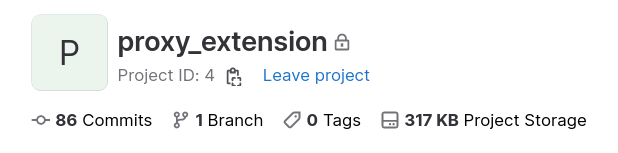 P
proxy_extension
Project ID: 4 Leave project
86 Commits 1 Branch 0 Tags 317 KB Project Storage